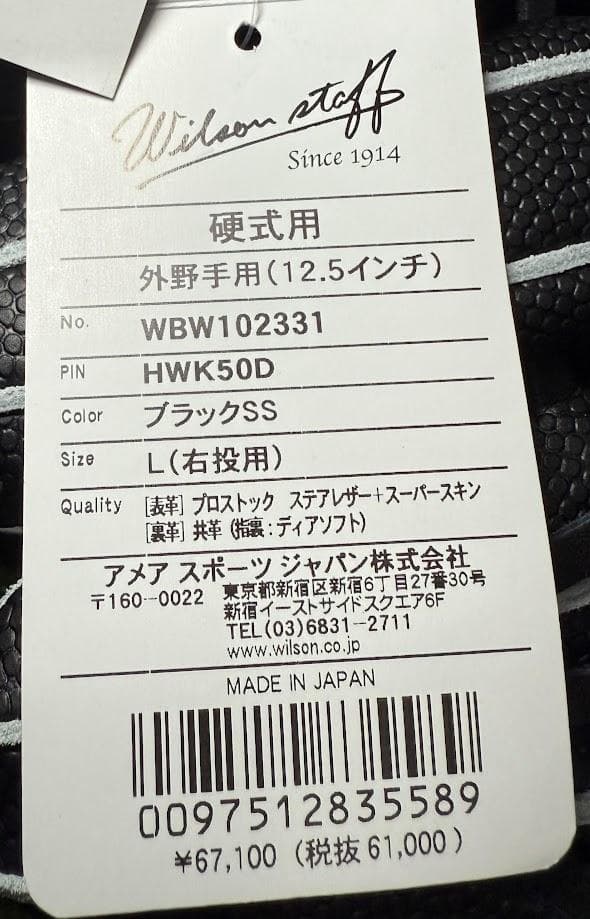 Wilson staff
Since 1914
硬式用
外野手用(12.5インチ)
No. WBW102331
PIN HWK50D
Color ブラックSS
Size L(右投用)
Quality [表革] プロストック ステアレザー+スーパースキン
[裏革] 共革 (指裏:ディアソフト)
アメア スポーツ ジャパン株式会社
〒160-0022 東京都新宿区新宿6丁目27番30号
新宿イーストサイドスクエア6F
TEL(03)6831-2711
www.wilson.co.jp
MADE IN JAPAN
0097512835589
¥67,100 (税抜 61,000)